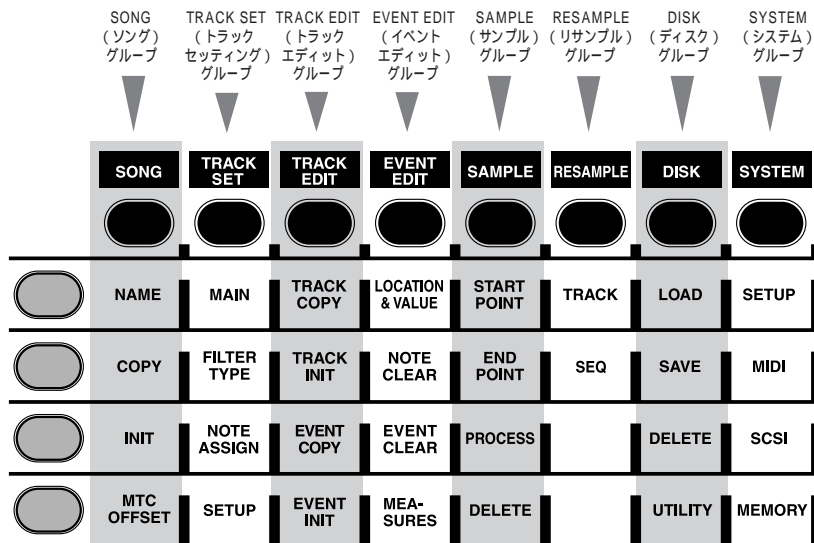 SONG TRACK SET TRACK EDIT EVENT EDIT SAMPLE RESAMPLE DISK SYSTEM
(ソング) (トラック (トラック (イベント (サンプル) (リサンプル) (ディスク) (システム)
グループ セッティング) エディット) エディット) グループ グループ グループ グループ
グループ グループ グループ
SONG TRACK SET TRACK EDIT EVENT EDIT SAMPLE RESAMPLE DISK SYSTEM
NAME MAIN TRACK COPY LOCATION & VALUE START POINT TRACK LOAD SETUP
COPY FILTER TYPE TRACK INIT NOTE CLEAR END POINT SEQ SAVE MIDI
INIT NOTE ASSIGN EVENT COPY EVENT CLEAR PROCESS DELETE SCSI
MTC OFFSET SETUP EVENT INIT MEA- SURES DELETE UTILITY MEMORY